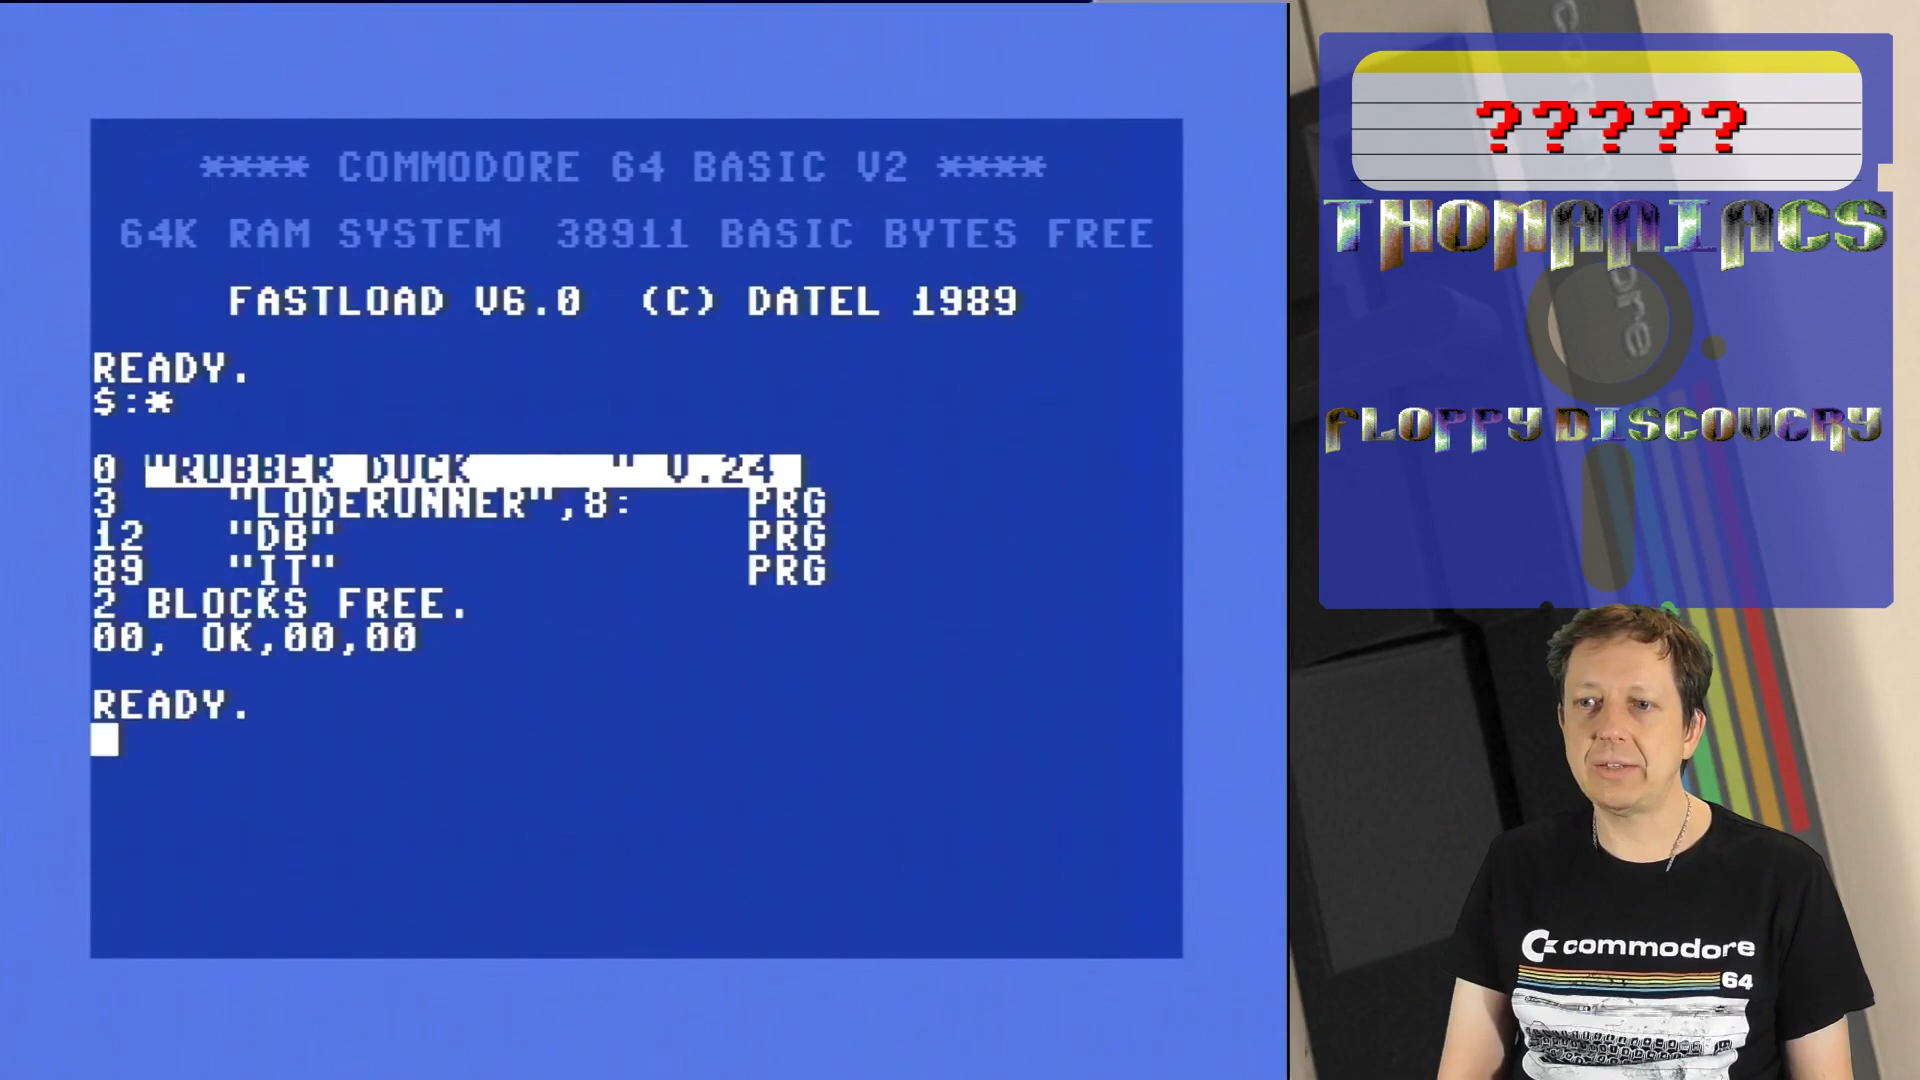 **** COMMODORE 64 BASIC V2 ****
64K RAM SYSTEM  38911 BASIC BYTES FREE
FASTLOAD V6.0  (C) DATEL 1989
READY.
$:*
0 "RUBBER DUCK      " V.24
3    "LODERUNNER",8:    PRG
12   "DB"               PRG
89   "IT"               PRG
2 BLOCKS FREE.
00, OK,00,00
READY.
?????
THOMANIACS
FLOPPY DISCOVERY
commodore
64